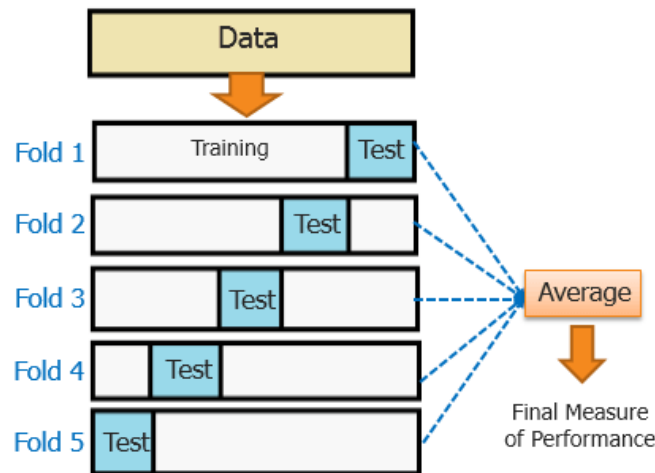 Data
Fold 1
Training
Test
Fold 2
Test
Fold 3
Test
Average
Fold 4
Test
Fold 5
Test
Final Measure
of Performance